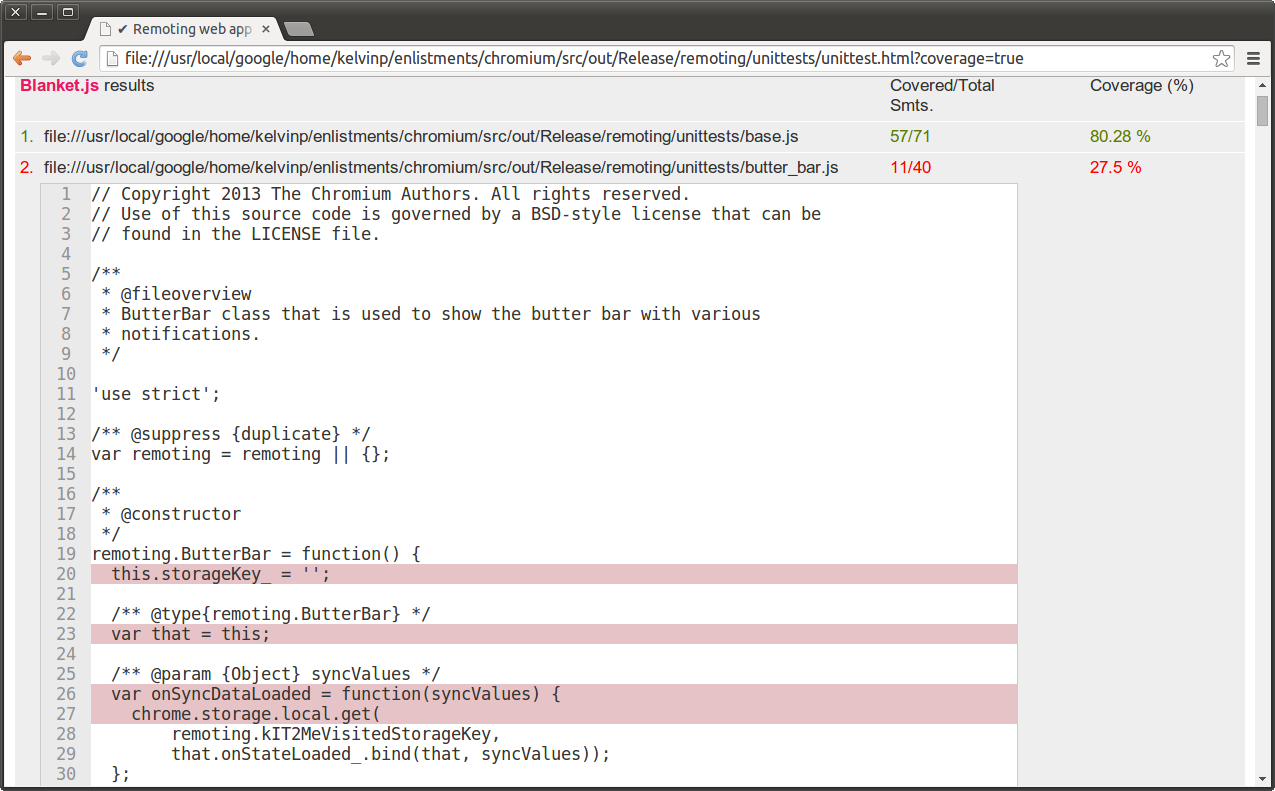 ✔ Remoting web app ×
file:///usr/local/google/home/kelvinp/enlistments/chromium/src/out/Release/remoting/unittests/unittest.html?coverage=true
Blanket.js results Covered/Total Smts. Coverage (%)
1. file:///usr/local/google/home/kelvinp/enlistments/chromium/src/out/Release/remoting/unittests/base.js 57/71 80.28 %
2. file:///usr/local/google/home/kelvinp/enlistments/chromium/src/out/Release/remoting/unittests/butter_bar.js 11/40 27.5 %
1 // Copyright 2013 The Chromium Authors. All rights reserved.
2 // Use of this source code is governed by a BSD-style license that can be
3 // found in the LICENSE file.
4
5 /**
6  * @fileoverview
7  * ButterBar class that is used to show the butter bar with various
8  * notifications.
9  */
10
11 'use strict';
12
13 /** @suppress {duplicate} */
14 var remoting = remoting || {};
15
16 /**
17  * @constructor
18  */
19 remoting.ButterBar = function() {
20   this.storageKey_ = '';
21
22   /** @type{remoting.ButterBar} */
23   var that = this;
24
25   /** @param {Object} syncValues */
26   var onSyncDataLoaded = function(syncValues) {
27     chrome.storage.local.get(
28         remoting.kIT2MeVisitedStorageKey,
29         that.onStateLoaded_.bind(that, syncValues));
30   };